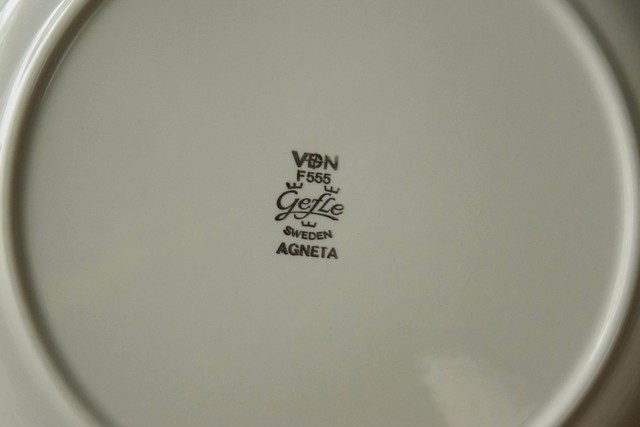 VDN
F555
Gefle
SWEDEN
AGNETA